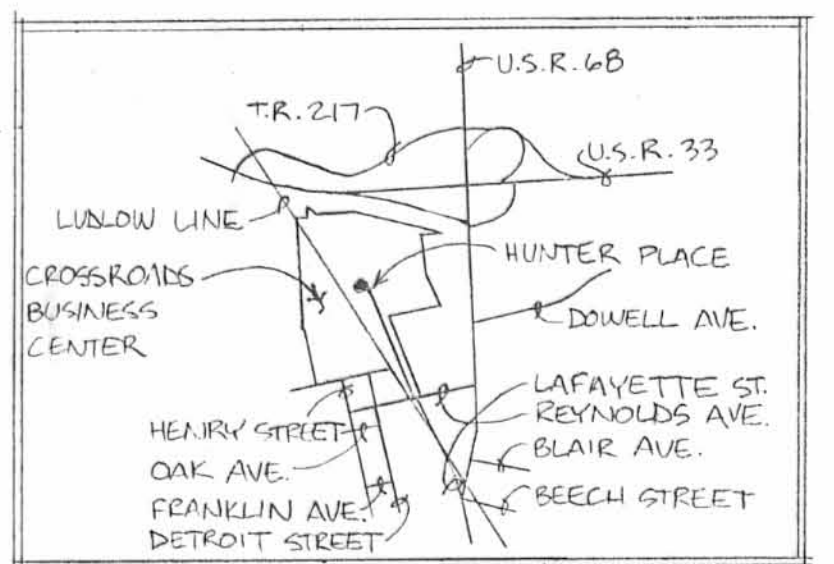 U.S.R. 68
T.R. 217
U.S.R. 33
LUDLOW LINE
HUNTER PLACE
CROSSROADS
BUSINESS
CENTER
DOWELL AVE.
LAFAYETTE ST.
REYNOLDS AVE.
HENRY STREET
BLAIR AVE.
OAK AVE.
BEECH STREET
FRANKLIN AVE.
DETROIT STREET